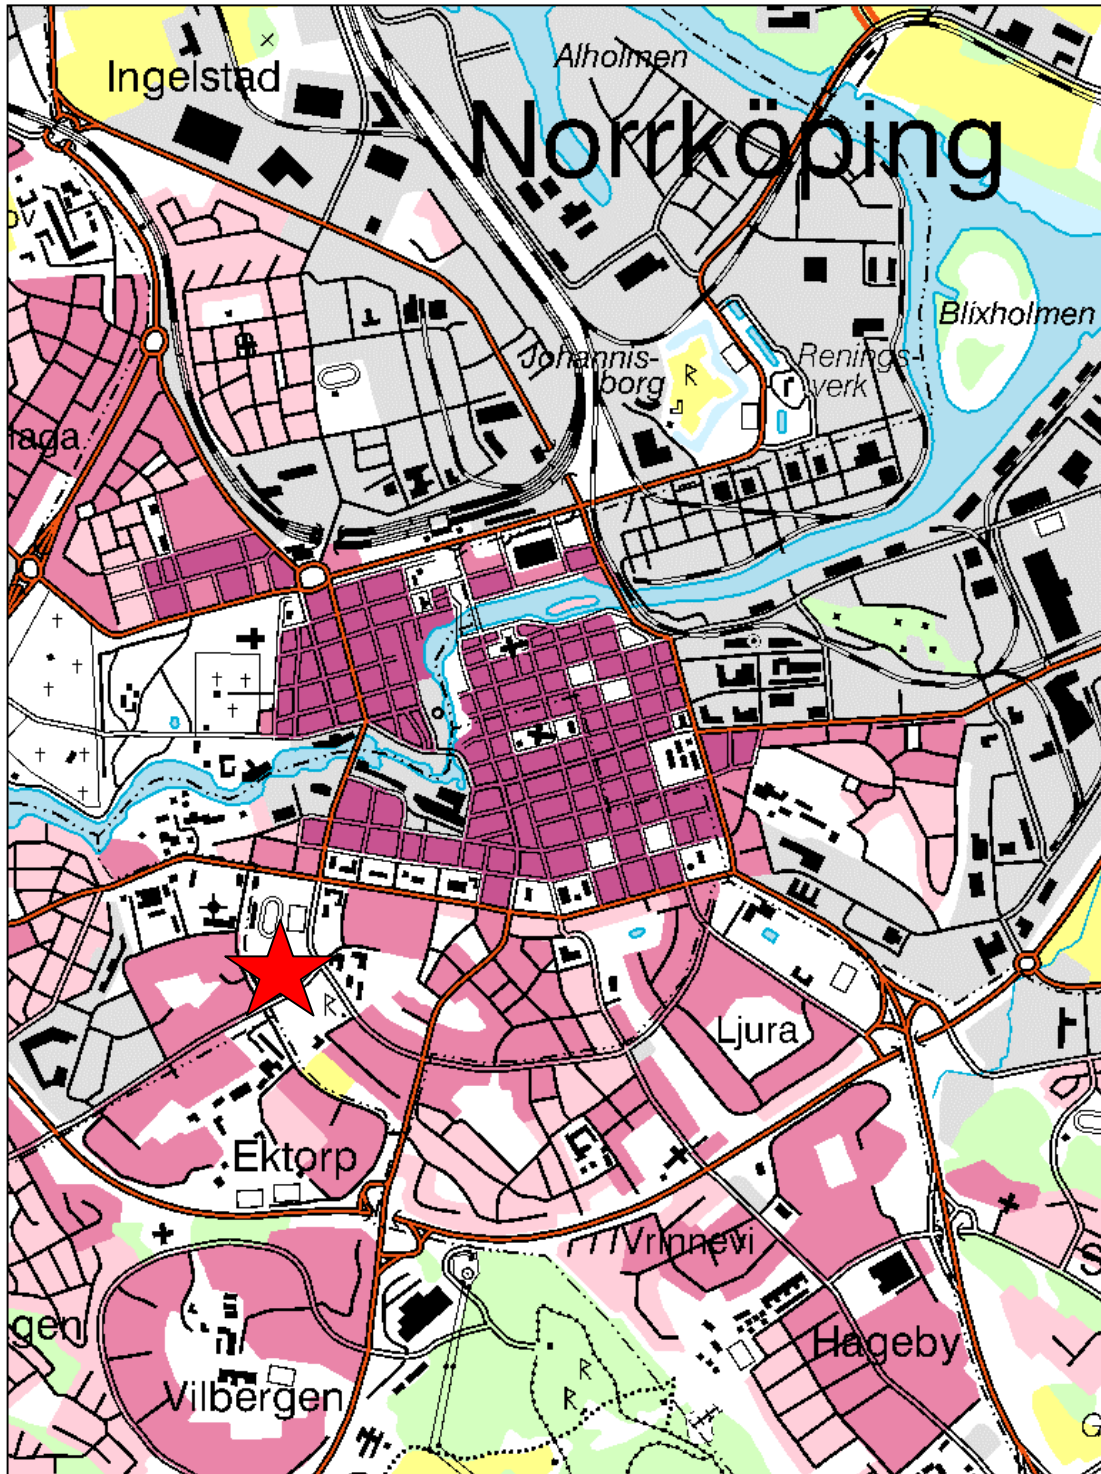 Alholmen
Ingelstad
Norrköping
Blixholmen
Johannis-
borg
R
Renings-
verk
R
Ljura
Ektorp
Vrinnevi
Hageby
Vilbergen
R
R